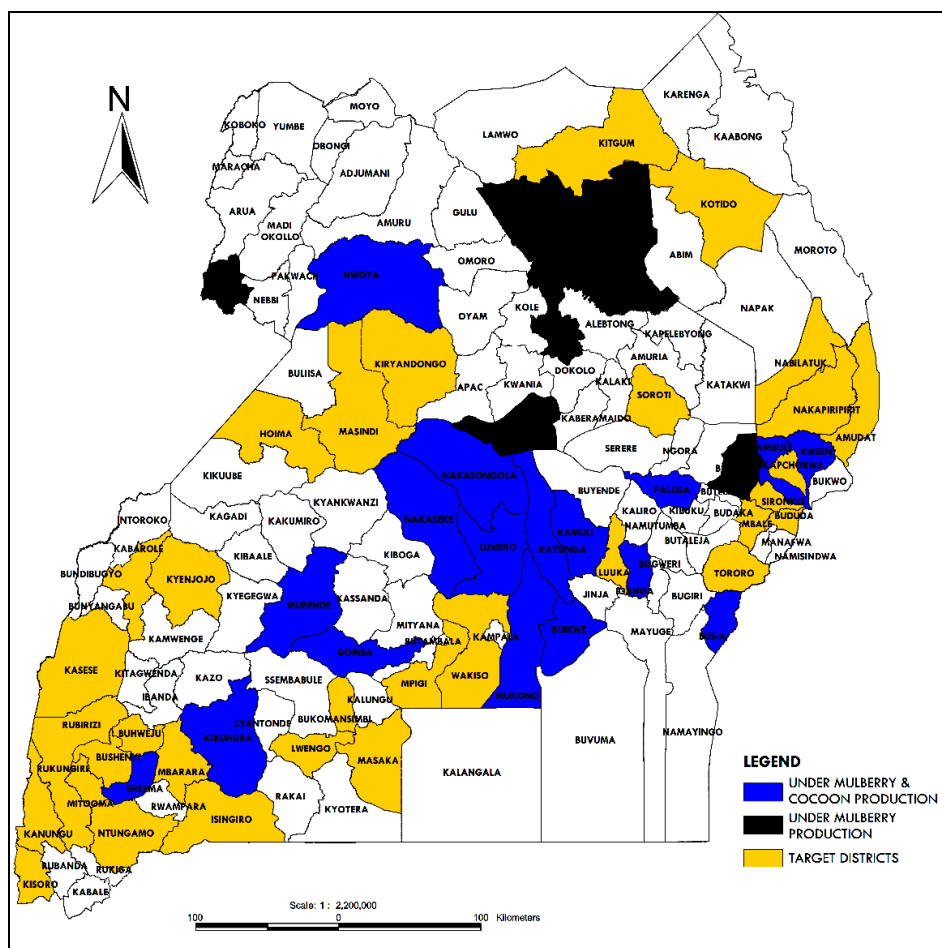 N
KARENGA
MOYO
KAABONG
KOBOKO
YUMBE
LAMWO
KITGUM
OBONGI
MARACHA
ADJUMANI
KOTIDO
ARUA
GULU
MADI
OKOLLO
AMURU
MOROTO
OMORO
ABIM
PAKWACH
NWOYA
NEBBI
NAPAK
OYAM
KOLE
ALEBTONG
KAPELEBYONG
AMURIA
NABILATUK
KIRYANDONGO
BULIISA
DOKOLO
APAC
KWANIA
KALAKI
KATAKWI
SOROTI
NAKAPIRIPIRIT
KABERAMAIDO
HOIMA
MASINDI
AMUDAT
SERERE
NGORA
KWEEN
KAPCHORWA
KIKUUBE
NAKASONGOLA
BUKWO
BUYENDE
PALLISA
SIRONKO
KYANKWANZI
KALIRO
KIBUKU
BUDAKA
BUDUDA
KAGADI
KAKUMIRO
NAKASEKE
NTOROKO
KAMULI
NAMUTUMBA
MBALE
KABAROLE
LUWERO
KAYUNGA
BUTALEJA
MANAFWA
KIBAALE
KIBOGA
BUGWERI
NAMISINDWA
BUNDIBUGYO
KYENJOJO
LUUKA
TORORO
KYEGEGWA
KASSANDA
JINJA
IGANGA
BUGIRI
BUNYANGABU
MUBENDE
MITYANA
KAMPALA
BUIKWE
MAYUGE
BUSIA
KAMWENGE
BUTAMBALA
GOMBA
KASESE
KITAGWENDA
KAZO
SSEMBABULE
MPIGI
WAKISO
IBANDA
KALUNGU
MUKONO
RUBIRIZI
BUHWEJU
KIRUHURA
LYANTONDE
BUKOMANSIMBI
BUVUMA
NAMAYINGO
BUSHENYI
LWENGO
RUKUNGIRI
SHEEMA
MBARARA
MASAKA
KALANGALA
MITOOMA
RWAMPARA
RAKAI
KYOTERA
ISINGIRO
KANUNGU
NTUNGAMO
RUBANDA
RUKIGA
KISORO
KABALE
LEGEND
UNDER MULBERRY &
COCOON PRODUCTION
UNDER MULBERRY
PRODUCTION
TARGET DISTRICTS
Scale: 1 : 2,200,000
100 0 100 Kilometers